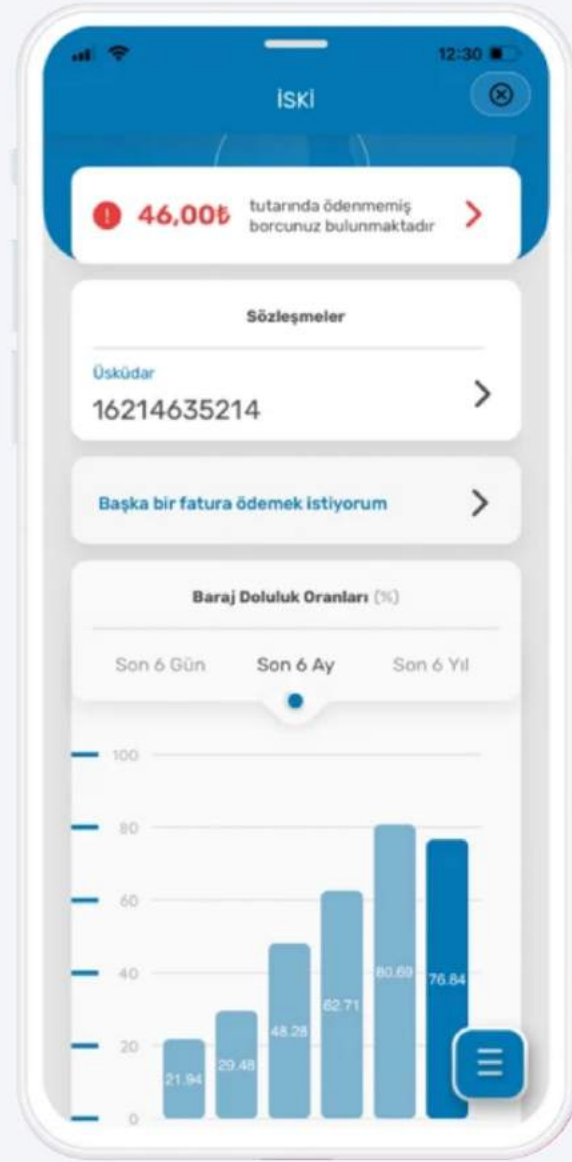 12:30
İSKİ
46,00₺
tutarında ödenmemiş
borcunuz bulunmaktadır
Sözleşmeler
Üsküdar
16214635214
Başka bir fatura ödemek istiyorum
Baraj Doluluk Oranları (%)
Son 6 Gün
Son 6 Ay
Son 6 Yıl
100
80
60
40
20
0
21.94
29.48
48.28
62.71
80.69
76.84